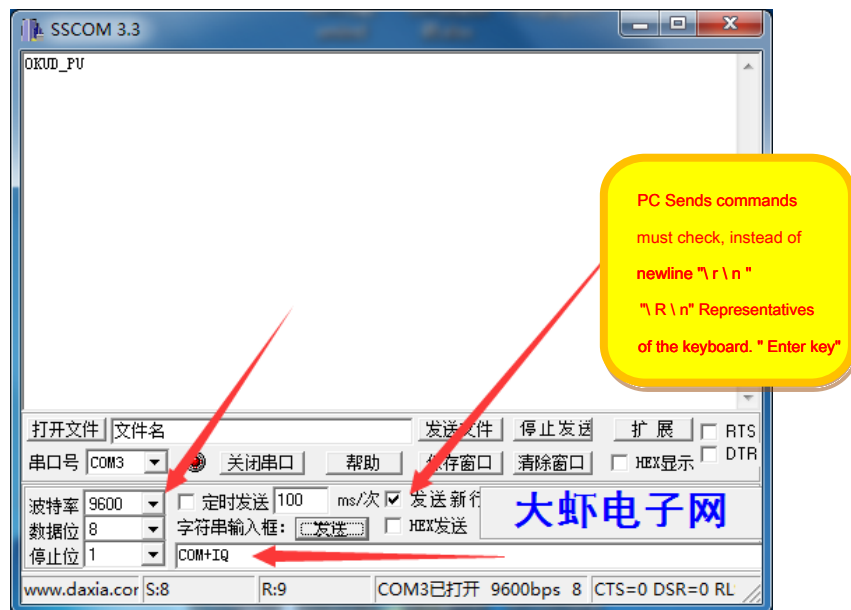 SSCOM 3.3
OKUD_PU
PC Sends commands
must check, instead of
newline "\ r \ n "
"\ R \ n" Representatives
of the keyboard. " Enter key"
打开文件 文件名 发送文件 停止发送 扩 展 RTS
串口号 COM3 关闭串口 帮助 保存窗口 清除窗口 HEX显示 DTR
波特率 9600 定时发送 100 ms/次 发送新行
数据位 8 字符串输入框: 发送 HEX发送
大虾电子网
停止位 1 COM+IQ
www.daxia.cor S:8 R:9 COM3已打开 9600bps 8 CTS=0 DSR=0 RL